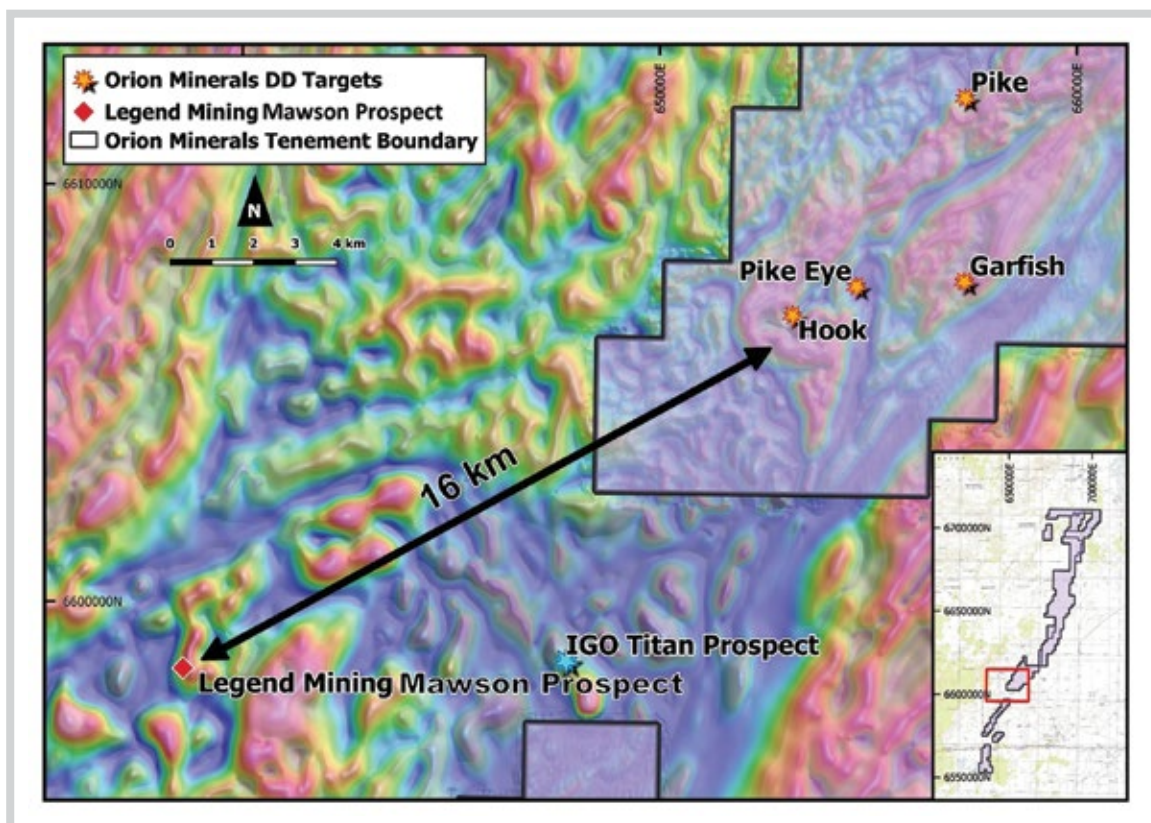 Orion Minerals DD Targets
Legend Mining Mawson Prospect
Orion Minerals Tenement Boundary
650000E
660000E
Pike
6610000N
N
0 1 2 3 4 km
Pike Eye
Garfish
Hook
16 km
6600000N
IGO Titan Prospect
Legend Mining Mawson Prospect
650000E
700000E
6700000N
6650000N
6600000N
6550000N